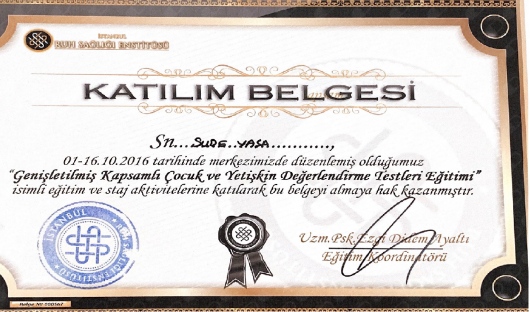 İSTANBUL
RUH SAĞLIĞI ENSTİTÜSÜ
KATILIM BELGESİ
Sn...SUDE YASA............,
01-16.10.2016 tarihinde merkezimizde düzenlemiş olduğumuz
"Genişletilmiş Kapsamlı Çocuk ve Yetişkin Değerlendirme Testleri Eğitimi"
isimli eğitim ve staj aktivitelerine katılarak bu belgeyi almaya hak kazanmıştır.
İSTANBUL
Uzm.Psk.Ezgi Didem Ayaltı
Eğitim Koordinatörü